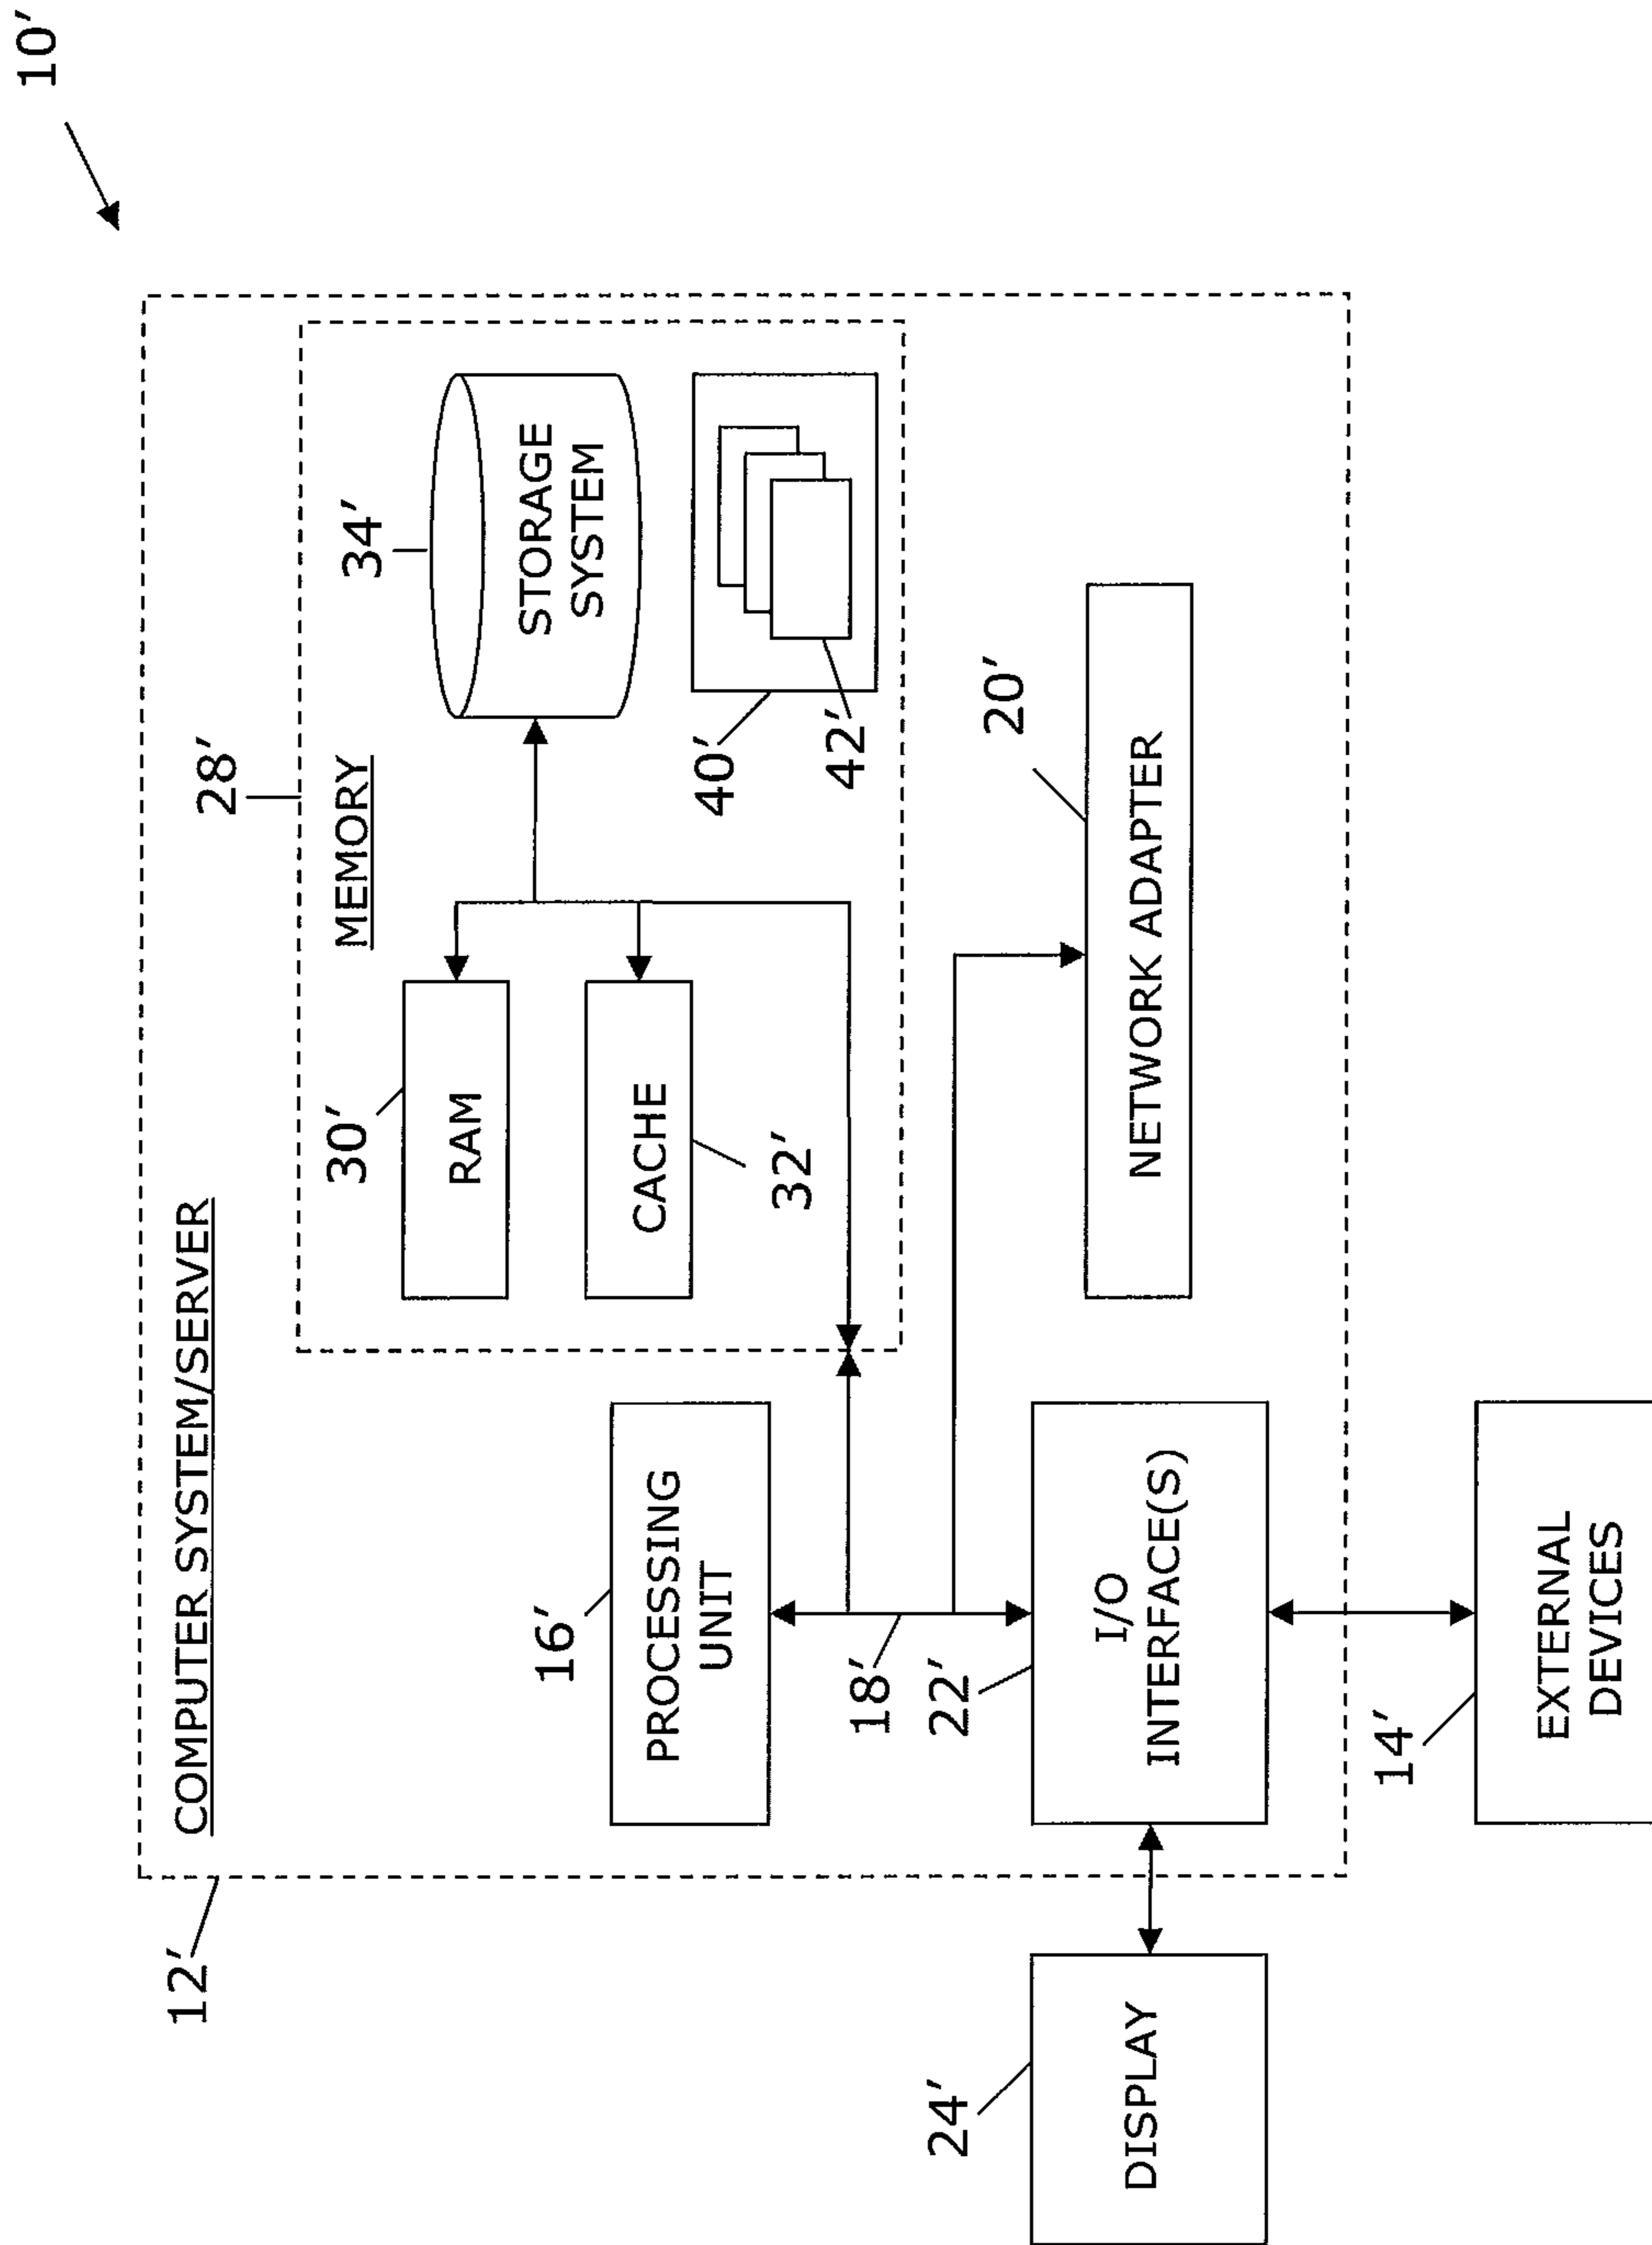 10′
12′
COMPUTER SYSTEM/SERVER
28′
MEMORY
34′
30′
RAM
STORAGE
SYSTEM
16′
PROCESSING
UNIT
CACHE
32′
40′
42′
18′
20′
22′
24′
DISPLAY
I/O
INTERFACE(S)
NETWORK ADAPTER
14′
EXTERNAL
DEVICES